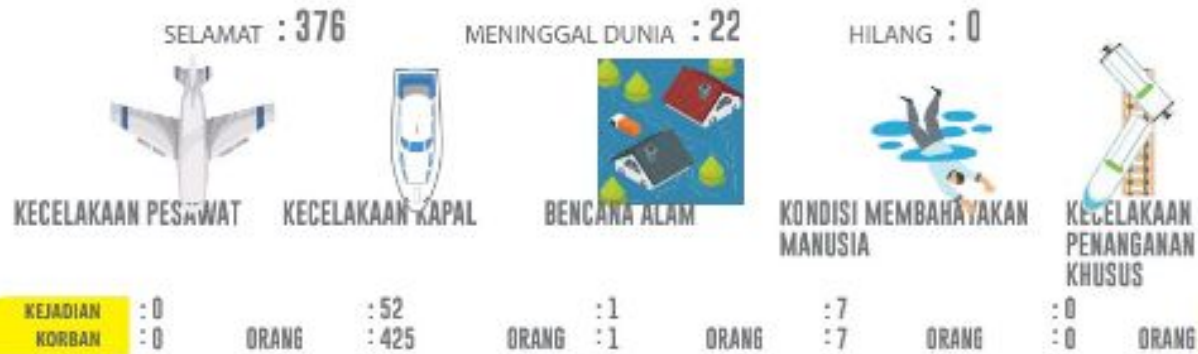 SELAMAT : 376 MENINGGAL DUNIA : 22 HILANG : 0
KECELAKAAN PESAWAT KECELAKAAN KAPAL BENCANA ALAM KONDISI MEMBAHAYAKAN MANUSIA KECELAKAAN PENANGANAN KHUSUS
KEJADIAN : 0 : 52 : 1 : 7 : 0
KORBAN : 0 ORANG : 425 ORANG : 1 ORANG : 7 ORANG : 0 ORANG